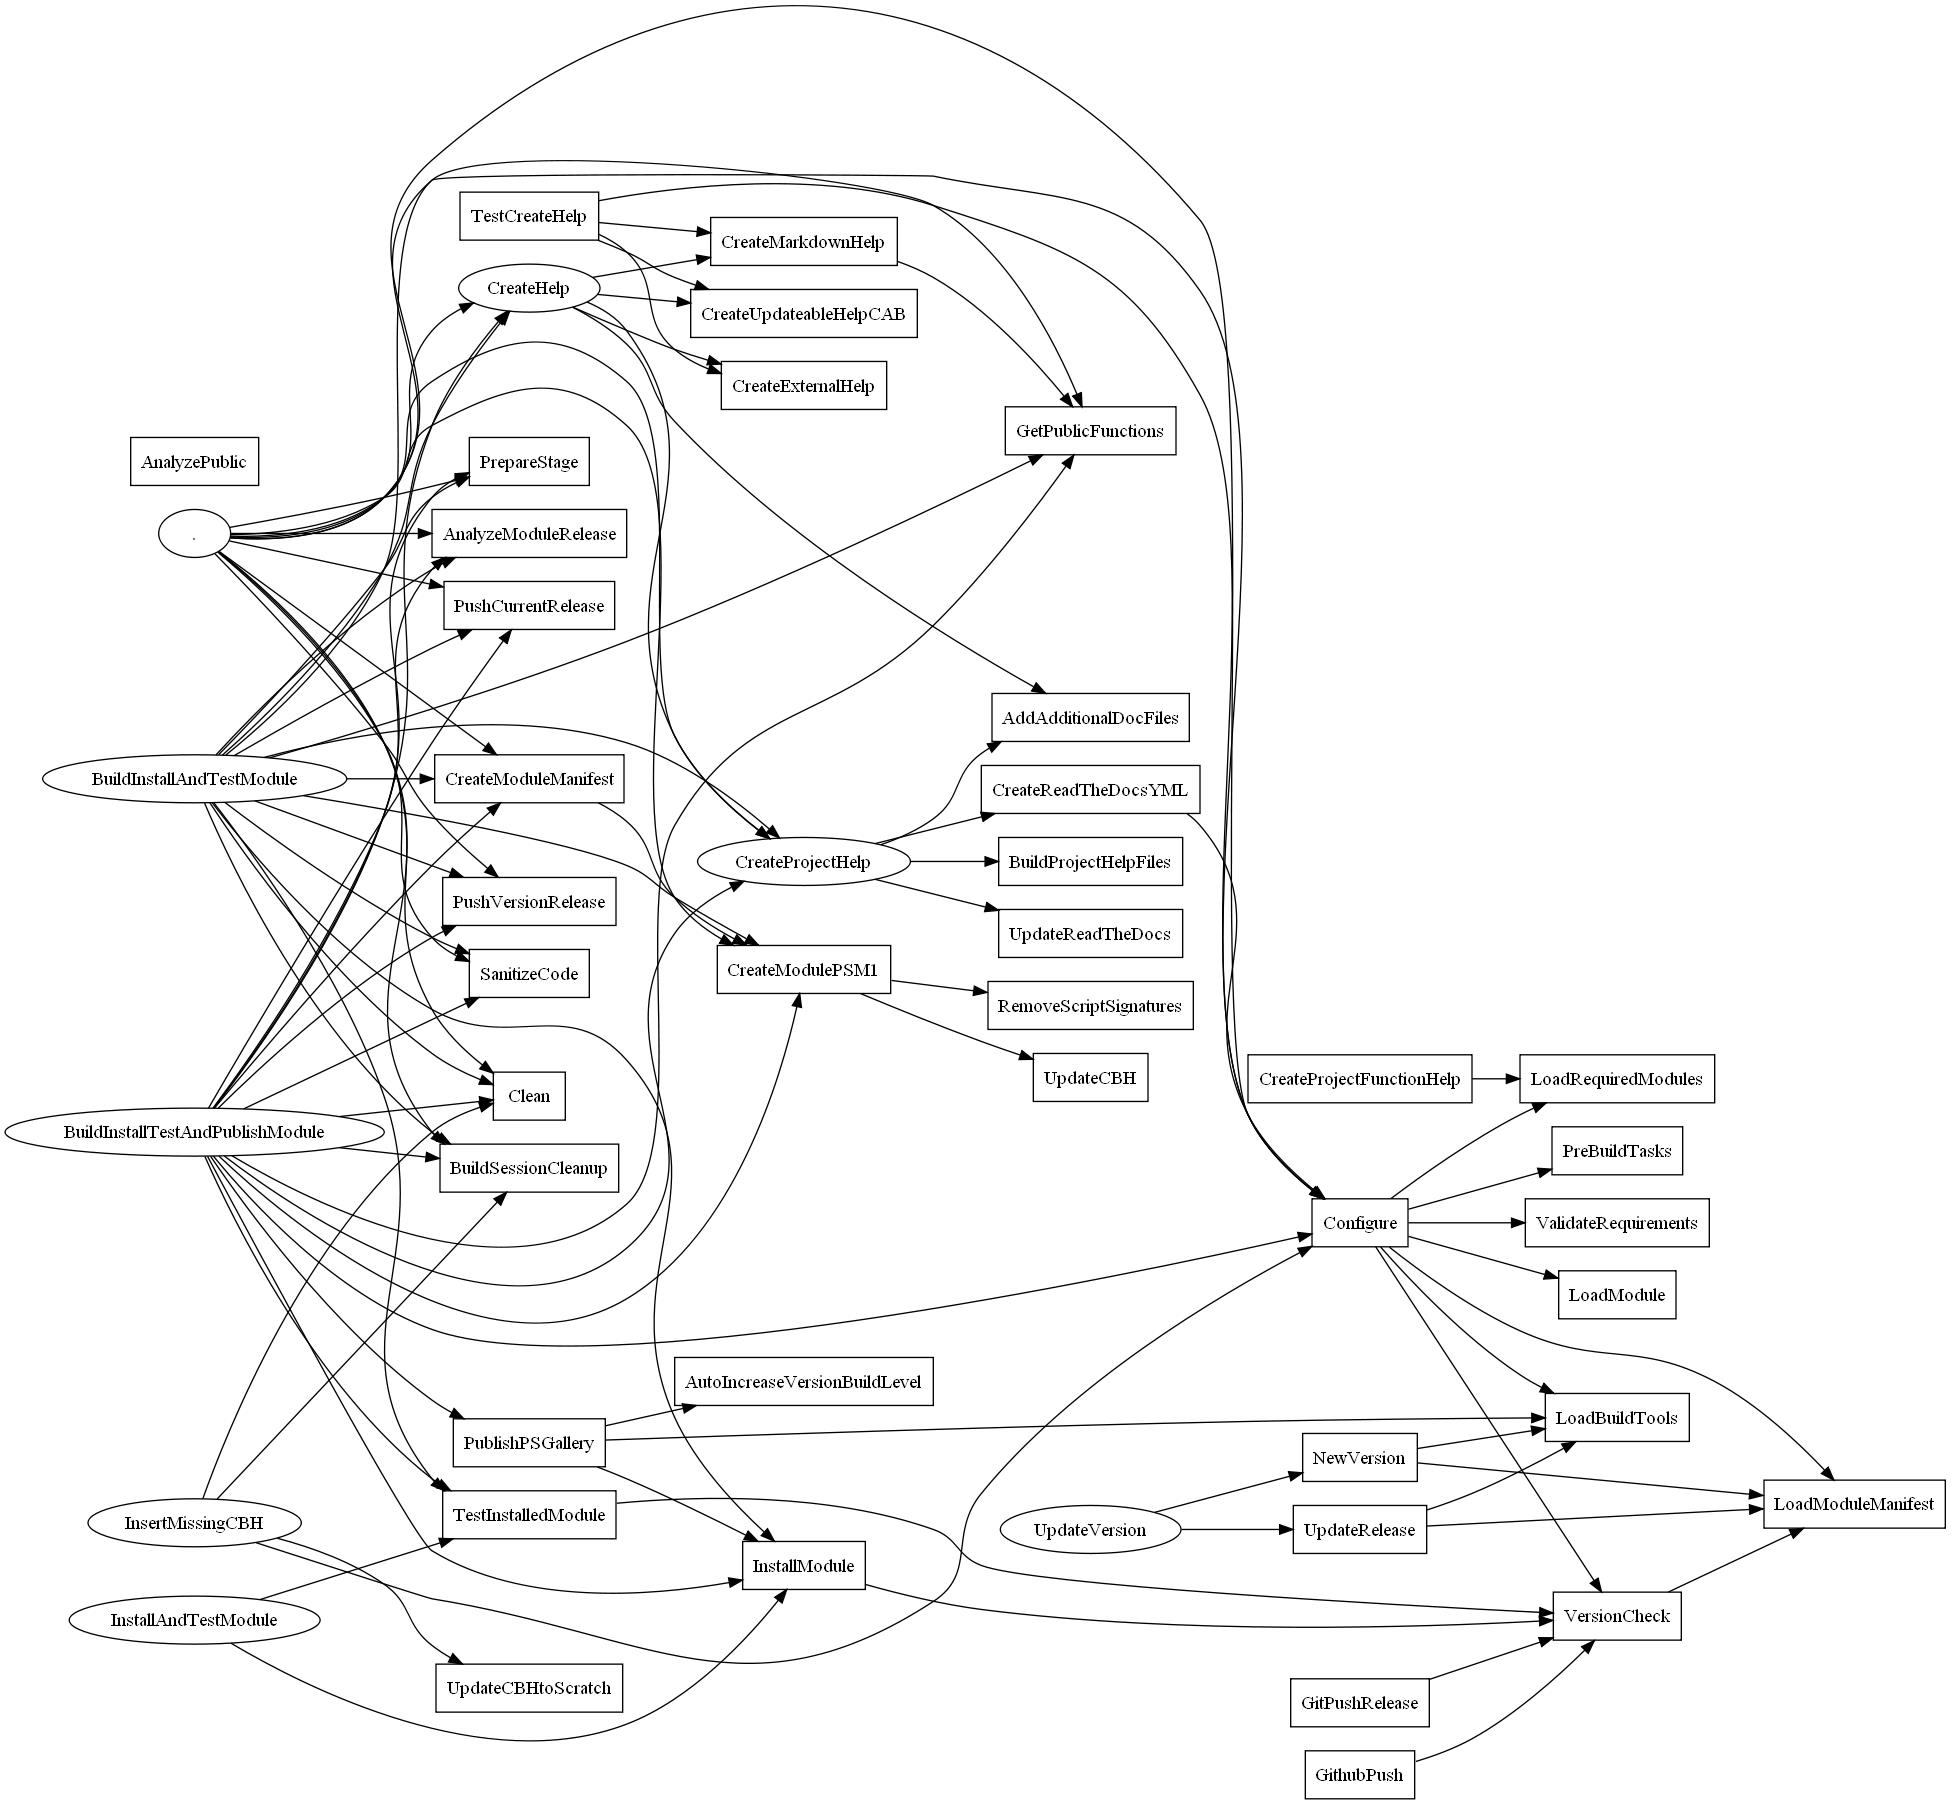 TestCreateHelp
CreateMarkdownHelp
CreateHelp
CreateUpdateableHelpCAB
CreateExternalHelp
GetPublicFunctions
AnalyzePublic
PrepareStage
.
AnalyzeModuleRelease
PushCurrentRelease
AddAdditionalDocFiles
BuildInstallAndTestModule
CreateModuleManifest
CreateReadTheDocsYML
CreateProjectHelp
BuildProjectHelpFiles
PushVersionRelease
UpdateReadTheDocs
SanitizeCode
CreateModulePSM1
RemoveScriptSignatures
UpdateCBH
CreateProjectFunctionHelp
LoadRequiredModules
Clean
BuildInstallTestAndPublishModule
BuildSessionCleanup
PreBuildTasks
Configure
ValidateRequirements
LoadModule
AutoIncreaseVersionBuildLevel
PublishPSGallery
LoadBuildTools
NewVersion
LoadModuleManifest
InsertMissingCBH
TestInstalledModule
UpdateVersion
UpdateRelease
InstallModule
InstallAndTestModule
VersionCheck
UpdateCBHtoScratch
GitPushRelease
GithubPush